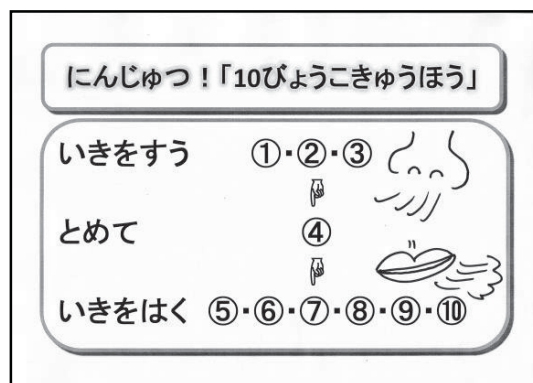 にんじゅつ!「10びょうこきゅうほう」
いきをすう ①・②・③
とめて ④
いきをはく ⑤・⑥・⑦・⑧・⑨・⑩